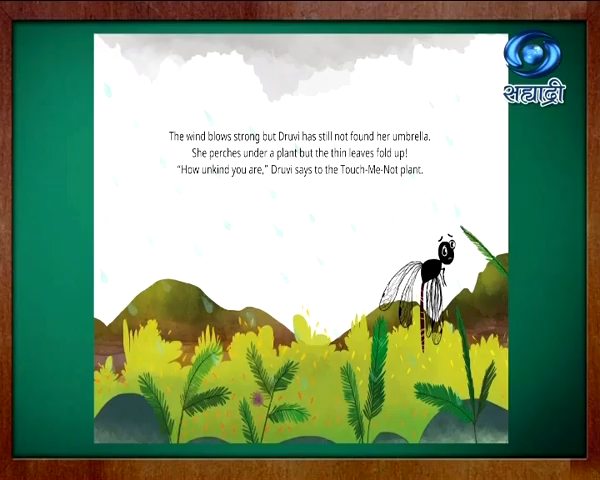 सह्याद्री
The wind blows strong but Druvi has still not found her umbrella.
She perches under a plant but the thin leaves fold up!
“How unkind you are,” Druvi says to the Touch-Me-Not plant.